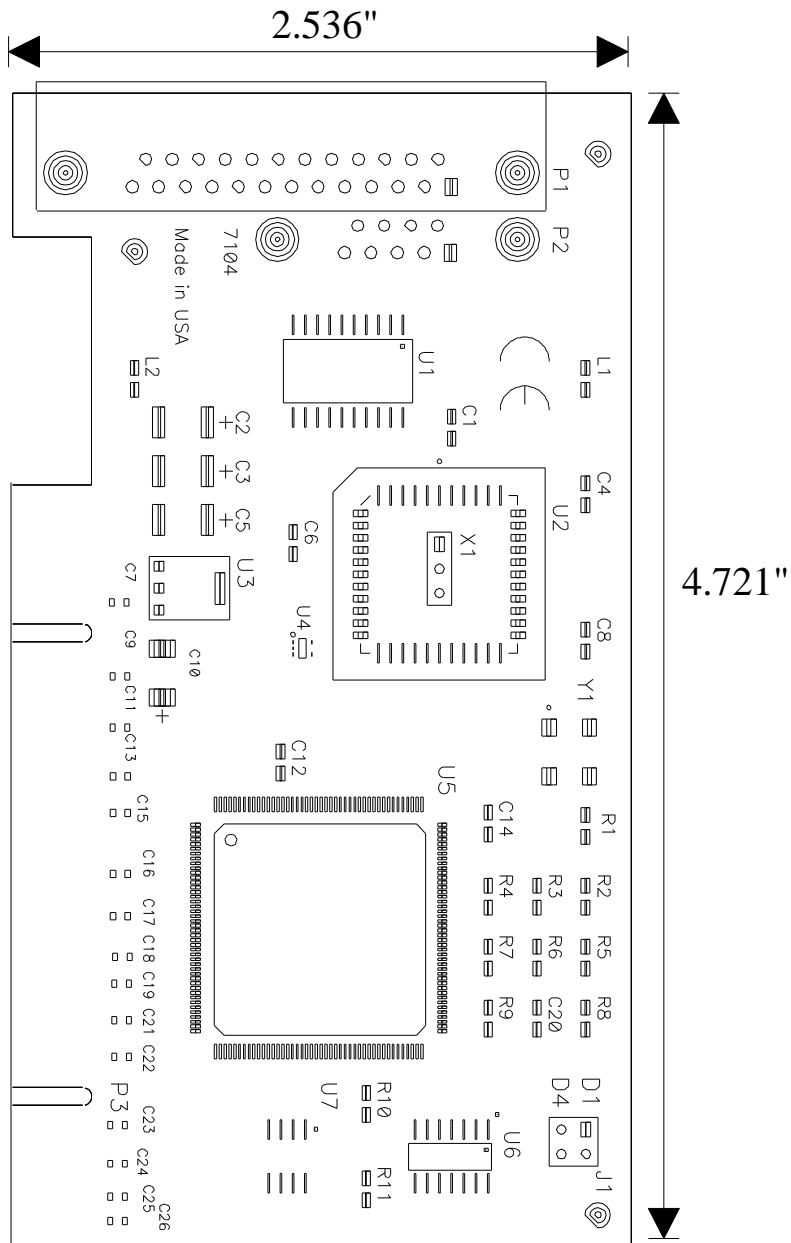 2.536"
4.721"
P1
P2
7104
Made in USA
L2
U1
L1
C1
C2
C3
C4
C5
C6
U2
X1
U3
C7
U4
C8
C9
C10
Y1
C11
C13
C12
U5
C14
R1
C15
C16
R4
R3
R2
C17
C18
R7
R6
R5
C19
C21
R9
C20
R8
C22
P3
C23
U7
R10
U6
D4
D1
C24
R11
J1
C25
C26